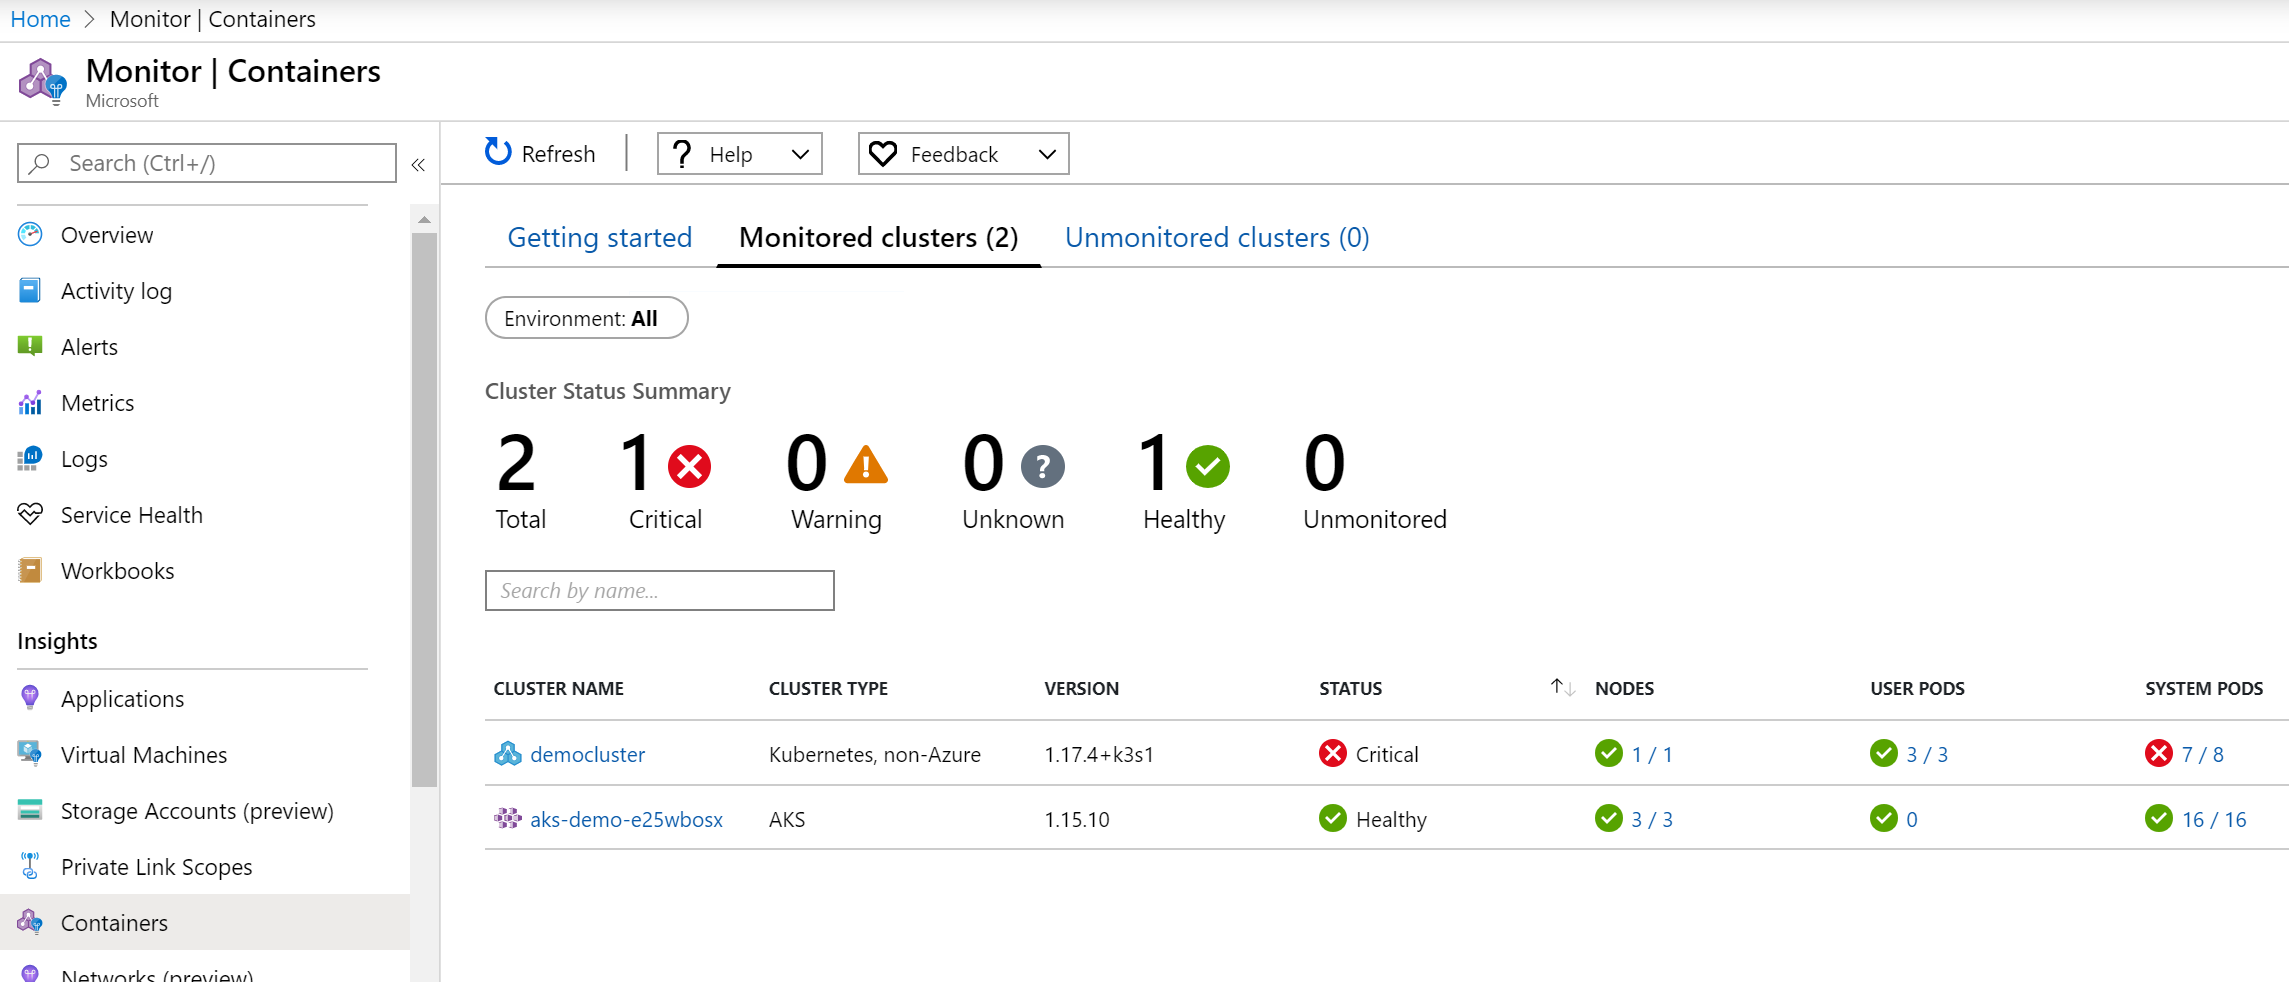 Home > Monitor | Containers
Monitor | Containers
Microsoft
Search (Ctrl+/)
«
Overview
Activity log
Alerts
Metrics
Logs
Service Health
Workbooks
Insights
Applications
Virtual Machines
Storage Accounts (preview)
Private Link Scopes
Containers
Networks (preview)
Refresh
Help
Feedback
Getting started
Monitored clusters (2)
Unmonitored clusters (0)
Environment: All
Cluster Status Summary
2 1 0 0 1 0
Total Critical Warning Unknown Healthy Unmonitored
Search by name...
CLUSTER NAME CLUSTER TYPE VERSION STATUS NODES USER PODS SYSTEM PODS
democluster Kubernetes, non-Azure 1.17.4+k3s1 Critical 1 / 1 3 / 3 7 / 8
aks-demo-e25wbosx AKS 1.15.10 Healthy 3 / 3 0 16 / 16